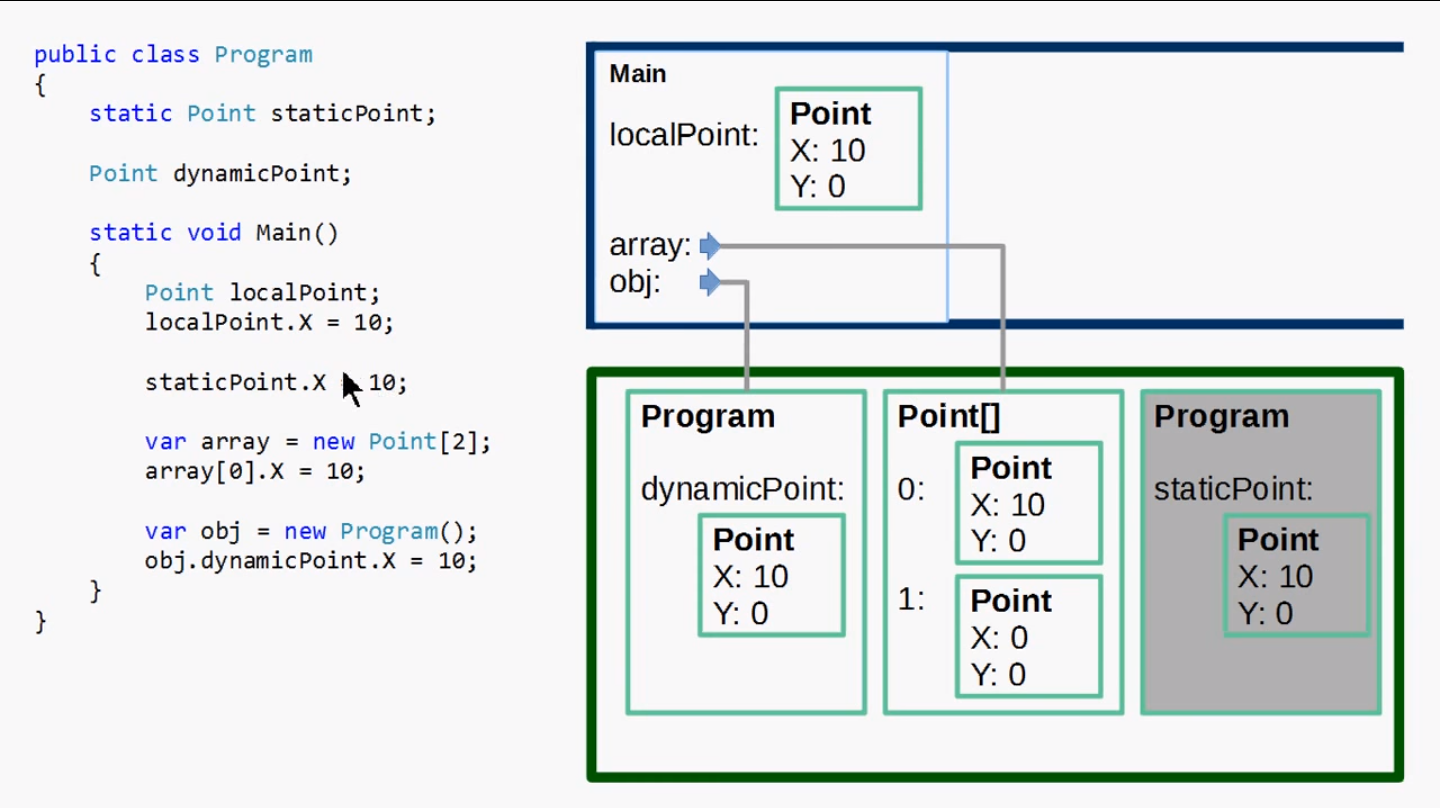 public class Program
{
static Point staticPoint;
Point dynamicPoint;
static void Main()
{
Point localPoint;
localPoint.X = 10;
staticPoint.X 10;
var array = new Point[2];
array[0].X = 10;
var obj = new Program();
obj.dynamicPoint.X = 10;
}
}
Main
localPoint:
Point
X: 10
Y: 0
array:
obj:
Program
dynamicPoint:
Point
X: 10
Y: 0
Point[]
0:
Point
X: 10
Y: 0
1:
Point
X: 0
Y: 0
Program
staticPoint:
Point
X: 10
Y: 0